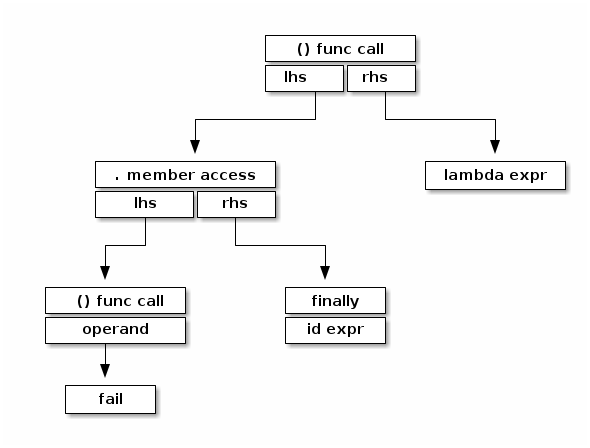 () func call
lhs rhs
. member access
lambda expr
lhs rhs
() func call
finally
operand
id expr
fail